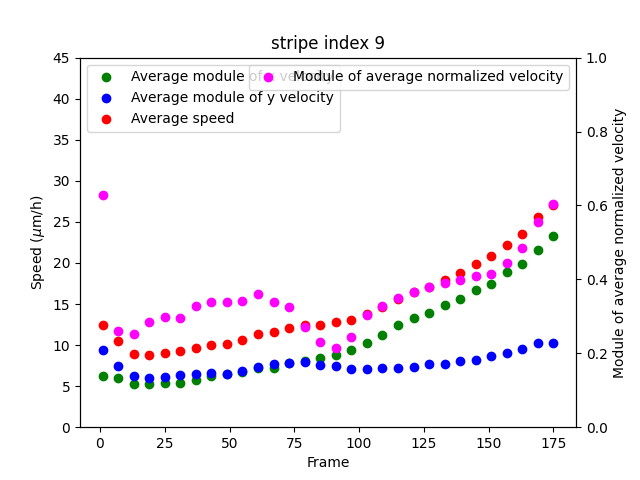 stripe index 9
Average module of x velocity
Average module of y velocity
Average speed
Module of average normalized velocity
45
40
35
30
25
20
15
10
5
0
1.0
0.8
0.6
0.4
0.2
0.0
Speed (μm/h)
Module of average normalized velocity
0 25 50 75 100 125 150 175
Frame